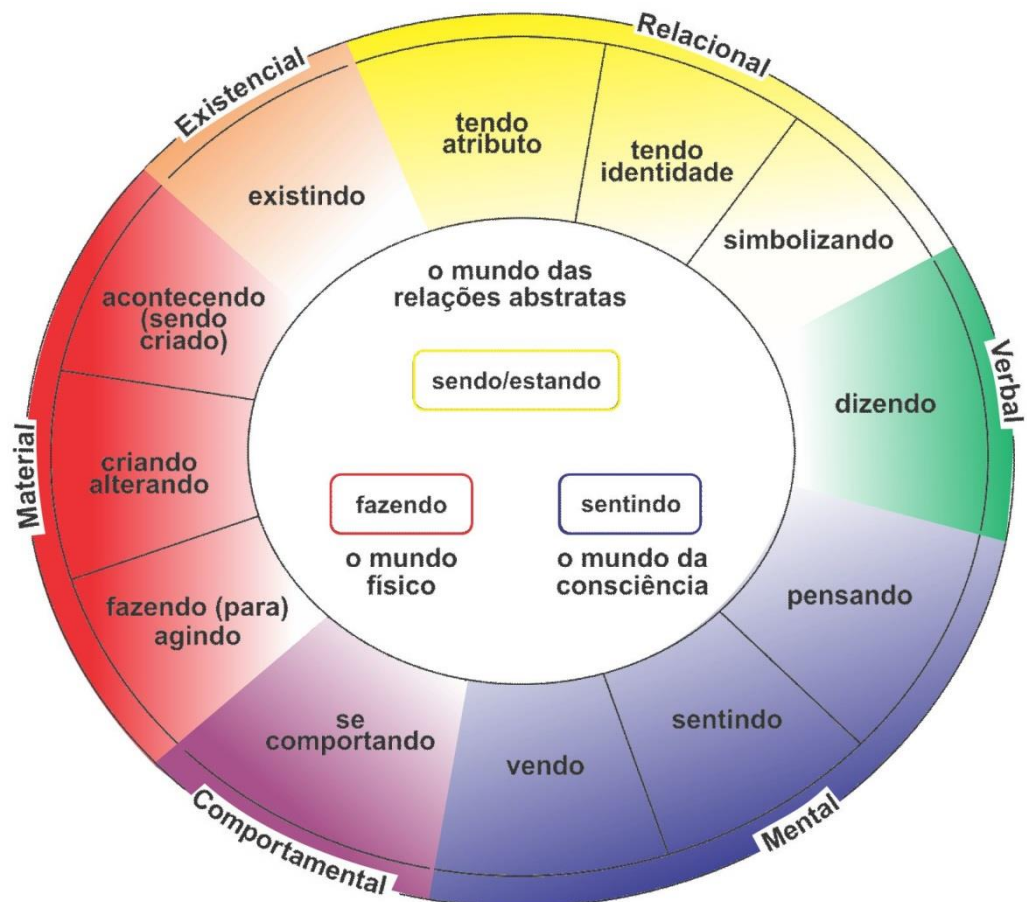 Relacional
Existencial
tendo
atributo
tendo
identidade
existindo
simbolizando
o mundo das
relações abstratas
acontecendo
(sendo
criado)
Verbal
sendo/estando
dizendo
Material
criando
alterando
fazendo
sentindo
o mundo
físico
o mundo da
consciência
pensando
fazendo (para)
agindo
se
comportando
sentindo
vendo
Comportamental
Mental